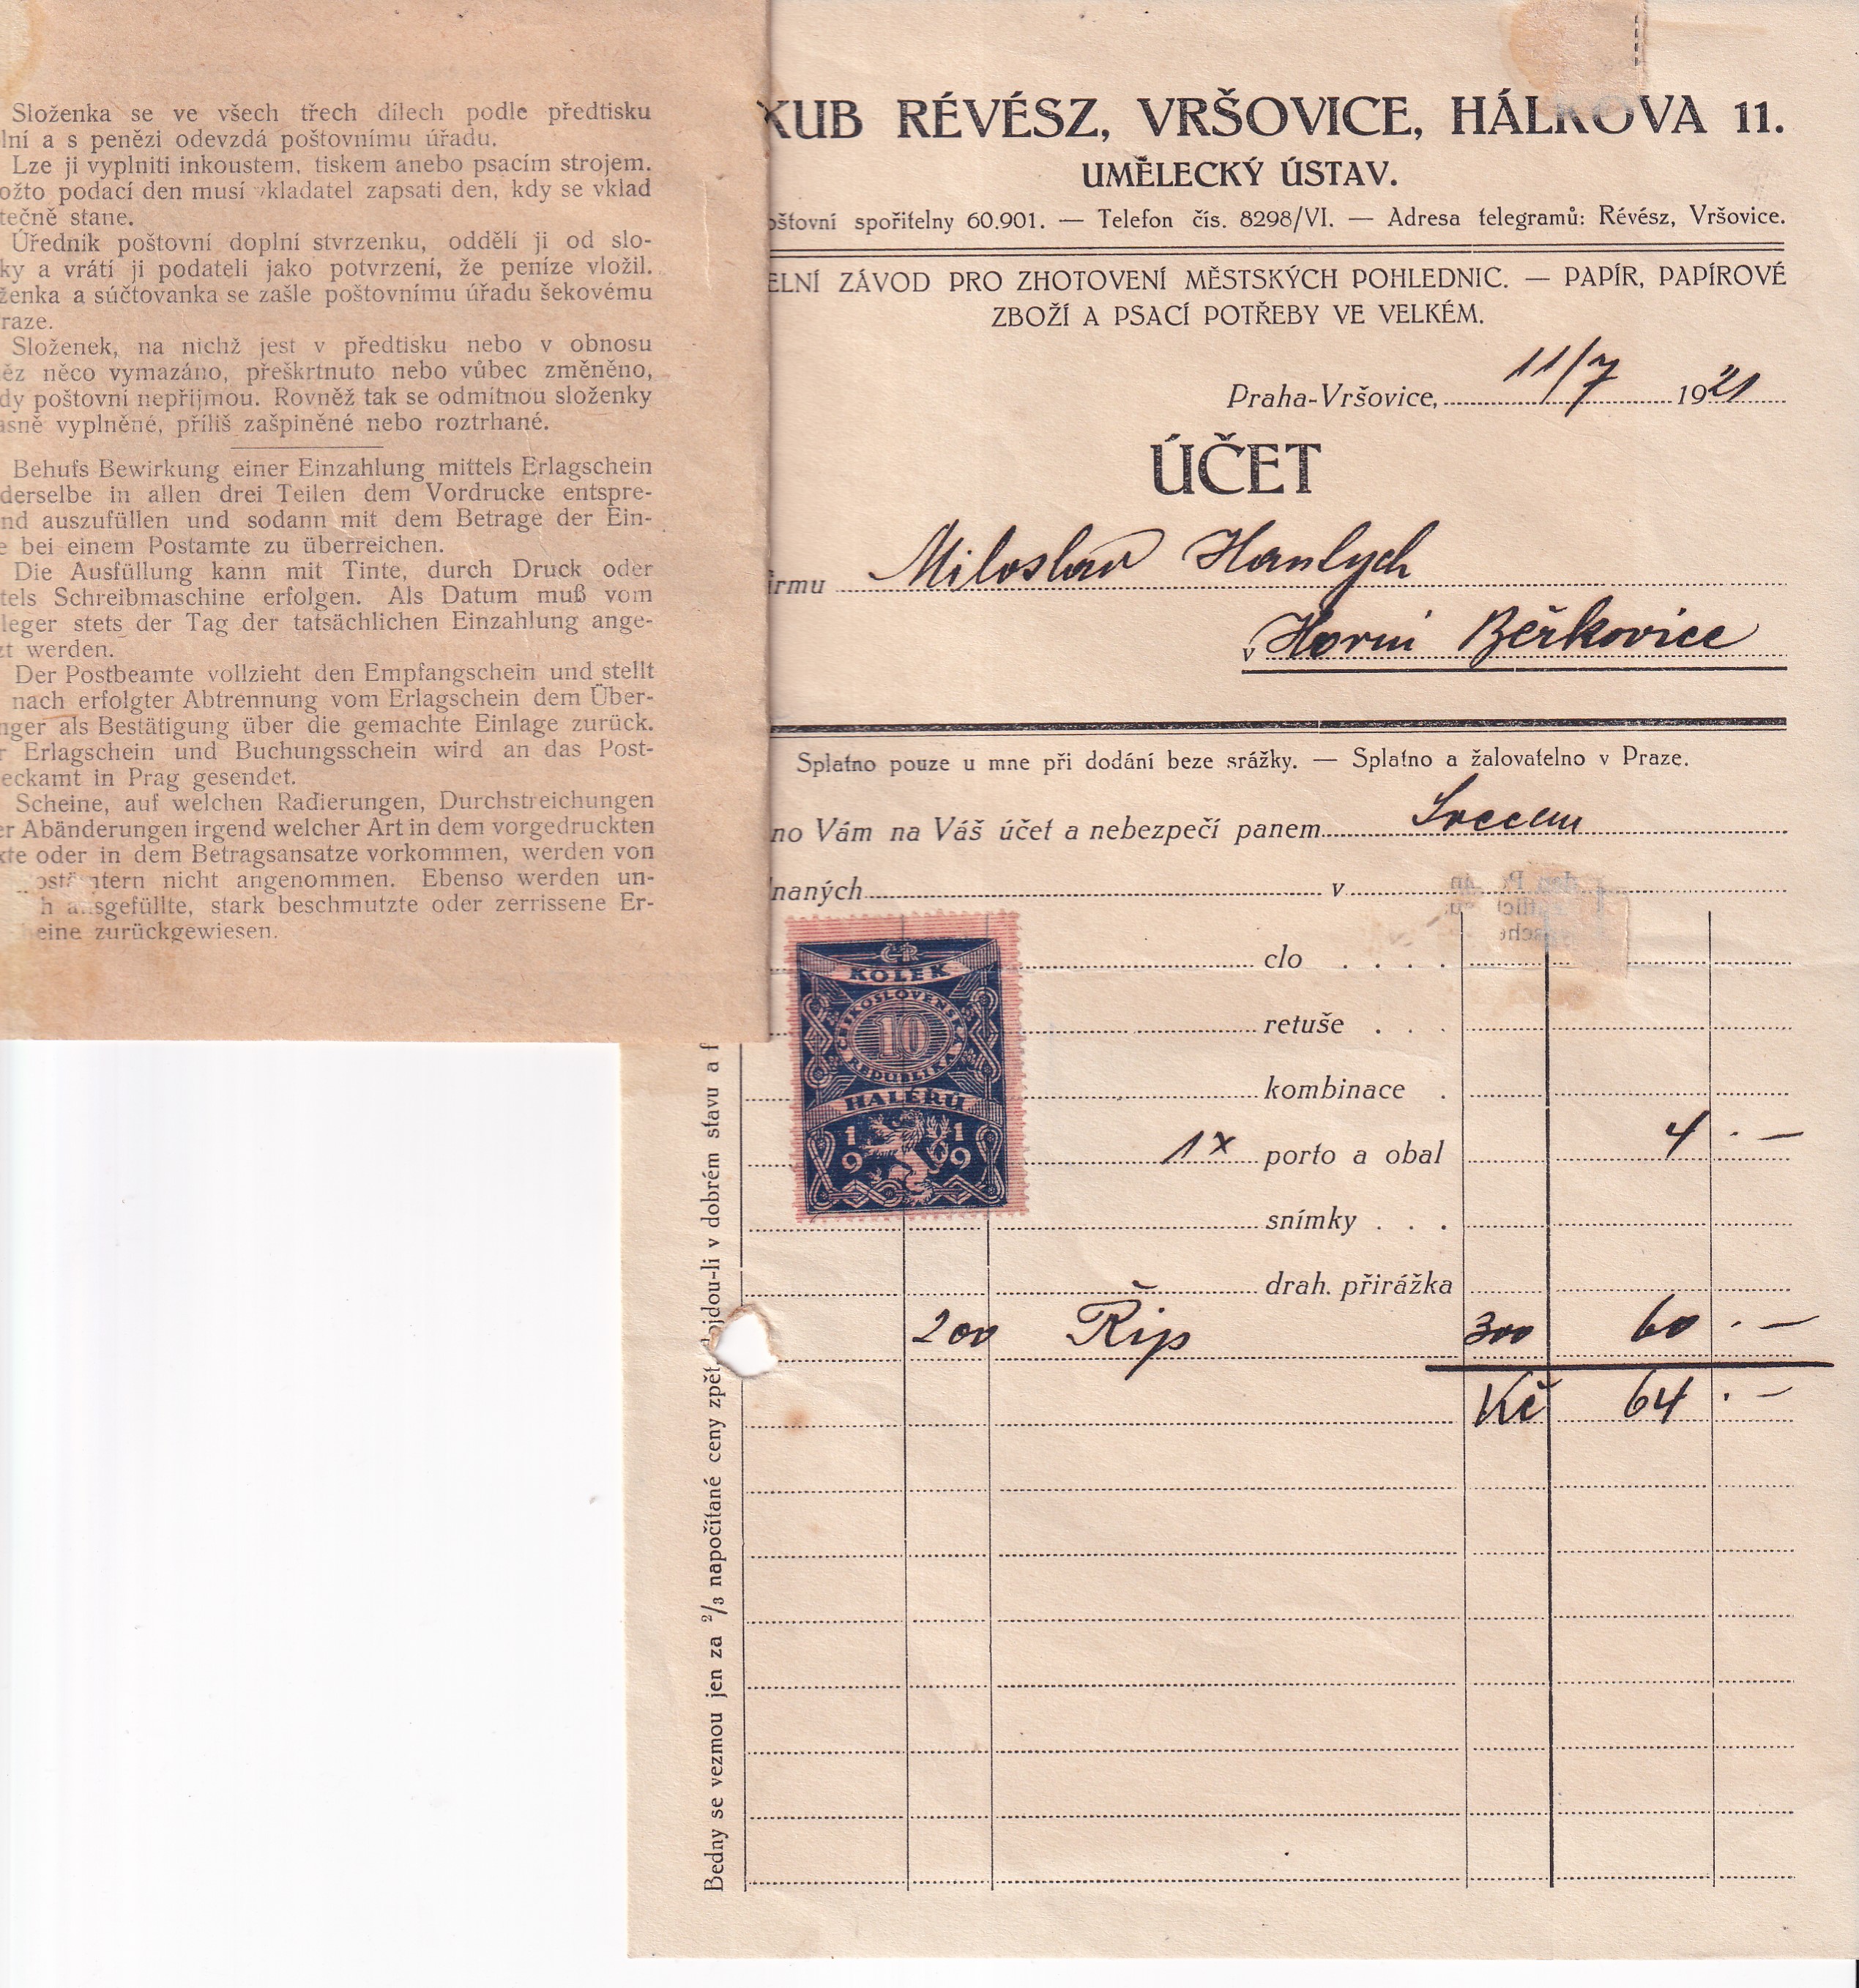 Složenka se ve všech třech dílech podle předtisku
lní a s penězi odevzdá poštovnímu úřadu.
Lze ji vyplniti inkoustem, tiskem anebo psacím strojem.
ožto podací den musí vkladatel zapsati den, kdy se vklad
tečně stane.
Úředník poštovní doplní stvrzenku, oddělí ji od slo-
ky a vrátí ji podateli jako potvrzení, že peníze vložil.
ženka a súčtovanka se zašle poštovnímu úřadu šekovému
raze.
Složenek, na nichž jest v předtisku nebo v obnosu
ěz něco vymazáno, přeškrtnuto nebo vůbec změněno,
dy poštovní nepřijmou. Rovněž tak se odmítnou složenky
asně vyplněné, příliš zašpiněné nebo roztrhané.
Behufs Bewirkung einer Einzahlung mittels Erlagschein
derselbe in allen drei Teilen dem Vordrucke entspre-
nd auszufüllen und sodann mit dem Betrage der Ein-
e bei einem Postamte zu überreichen.
Die Ausfüllung kann mit Tinte, durch Druck oder
tels Schreibmaschine erfolgen. Als Datum muß vom
leger stets der Tag der tatsächlichen Einzahlung ange-
zt werden.
Der Postbeamte vollzieht den Empfangschein und stellt
nach erfolgter Abtrennung vom Erlagschein dem Über-
nger als Bestätigung über die gemachte Einlage zurück.
r Erlagschein und Buchungsschein wird an das Post-
eckamt in Prag gesendet.
Scheine, auf welchen Radierungen, Durchstreichungen
er Abänderungen irgend welcher Art in dem vorgedruckten
xte oder in dem Betragsansatze vorkommen, werden von
ostämtern nicht angenommen. Ebenso werden un-
h ausgefüllte, stark beschmutzte oder zerrissene Er-
eine zurückgewiesen.
KUB RÉVÉSZ, VRŠOVICE, HÁLKOVA 11.
UMĚLECKÝ ÚSTAV.
oštovní spořitelny 60.901. — Telefon čís. 8298/VI. — Adresa telegramů: Révész, Vršovice.
ELNÍ ZÁVOD PRO ZHOTOVENÍ MĚSTSKÝCH POHLEDNIC. — PAPÍR, PAPÍROVÉ
ZBOŽÍ A PSACÍ POTŘEBY VE VELKÉM.
Praha-Vršovice, 11/7 1921
ÚČET
irmu Miloslav Hanlych
v Horní Beřkovice
Splatno pouze u mne při dodání beze srážky. — Splatno a žalovatelno v Praze.
no Vám na Váš účet a nebezpečí panem
naných v
clo . . . .
retuše . . .
kombinace .
1x porto a obal 4 . —
snímky . . .
drah. přirážka
200 Řip 300 60 . —
Kč 64 . —
ČR
KOLEK
ČESKOSLOVENSKÁ
10
REPUBLIKA
HALÉŘŮ
1919
Bedny se vezmou jen za 2/3 napočítané ceny zpět dojdou-li v dobrém stavu a f